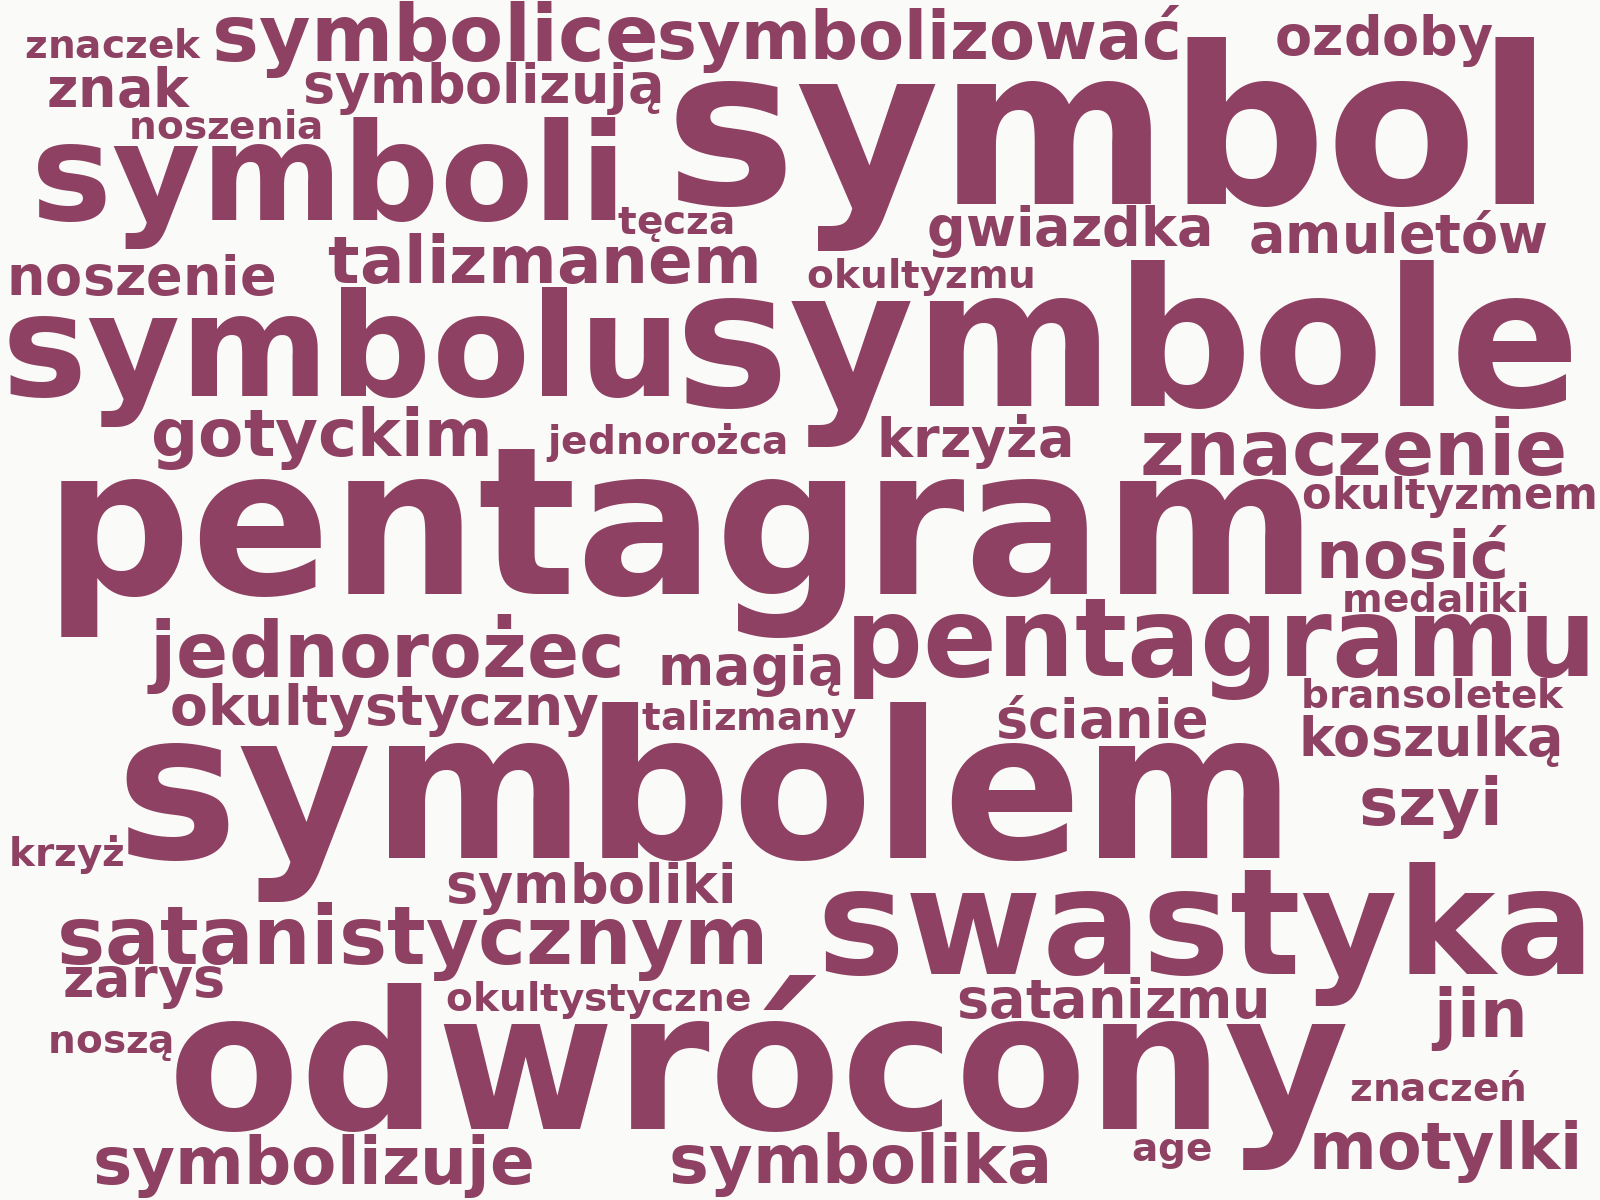 znaczek symbolice symbolizować ozdoby
znak symbolizują symbol
noszenia
symboli
tęcza gwiazdka amuletów
noszenie talizmanem okultyzmu
symbolu symbole
gotyckim jednorożca krzyża znaczenie
pentagram okultyzmem
nosić
medaliki
jednorożec magią pentagramu
okultystyczny talizmany ścianie bransoletek
koszulką
symbolem szyi
krzyż
symboliki swastyka
satanistycznym
zarys okultystyczne satanizmu jin
noszą odwrócony
znaczeń
symbolizuje symbolika age motylki